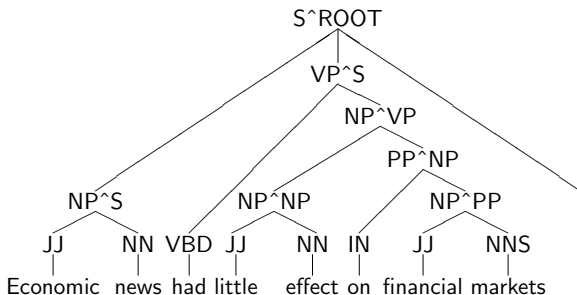 S^ROOT
VP^S
NP^VP
PP^NP
NP^S NP^NP NP^PP
JJ NN VBD JJ NN IN JJ NNS
Economic news had little effect on financial markets